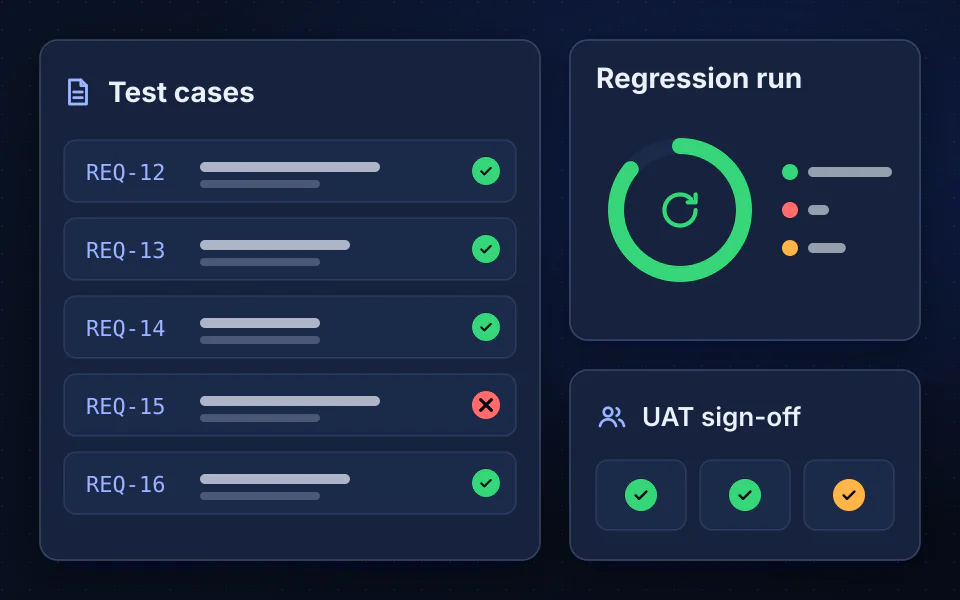 Test cases
REQ-12
REQ-13
REQ-14
REQ-15
REQ-16
Regression run
UAT sign-off